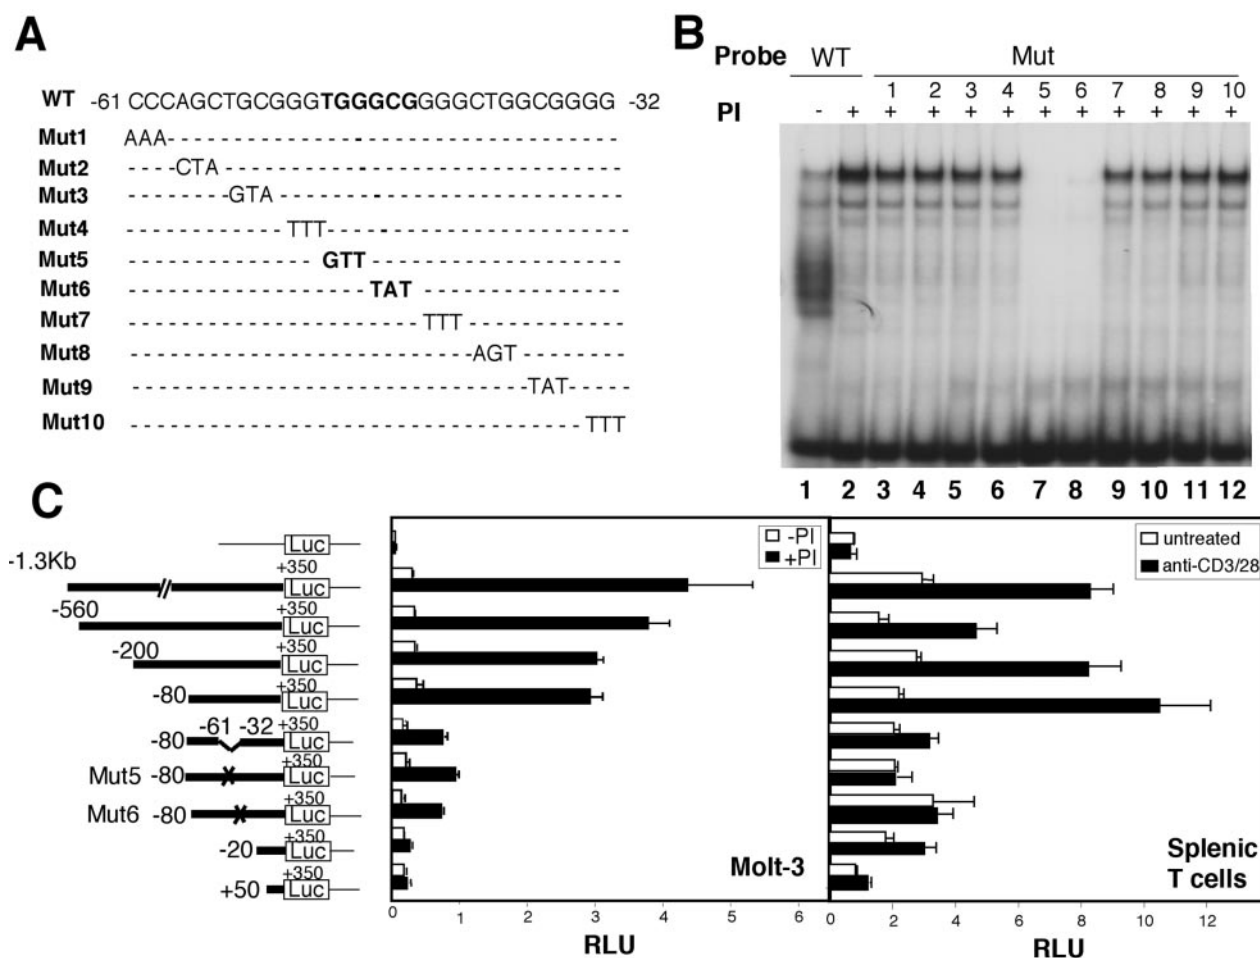 A
WT -61 CCCAGCTGCGGGTGGGCGGGGCTGGCGGGG -32
Mut1 AAA
Mut2 CTA
Mut3 GTA
Mut4 TTT
Mut5 GTT
Mut6 TAT
Mut7 TTT
Mut8 AGT
Mut9 TAT
Mut10 TTT
B
Probe WT Mut
1 2 3 4 5 6 7 8 9 10
PI - + + + + + + + + + + +
1 2 3 4 5 6 7 8 9 10 11 12
C
Luc
-1.3Kb +350
Luc
-560 +350
Luc
-200 +350
Luc
-80 +350
Luc
-61 -32 +350
-80 Luc
+350
Mut5 -80 Luc
+350
Mut6 -80 Luc
+350
-20 Luc
+350
+50 Luc
-PI
+PI
Molt-3
0 1 2 3 4 5 6
RLU
untreated
anti-CD3/28
Splenic
T cells
0 2 4 6 8 10 12
RLU